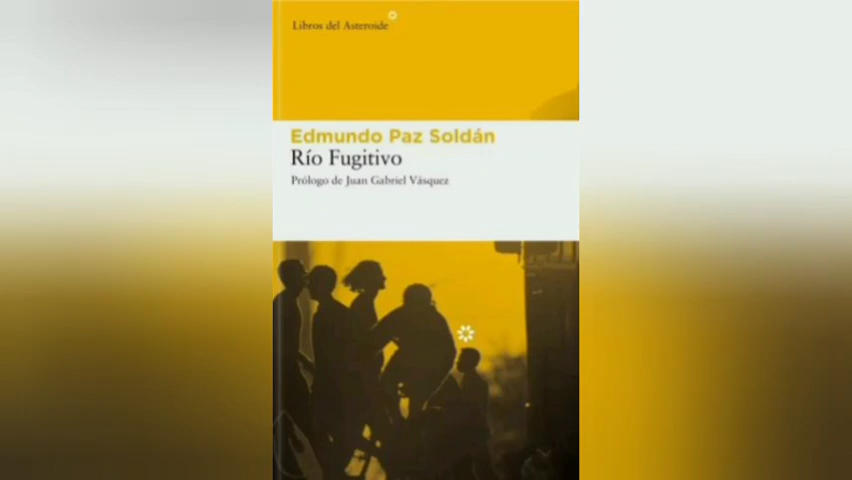 Libros del Asteroide
Edmundo Paz Soldán
Río Fugitivo
Prólogo de Juan Gabriel Vásquez